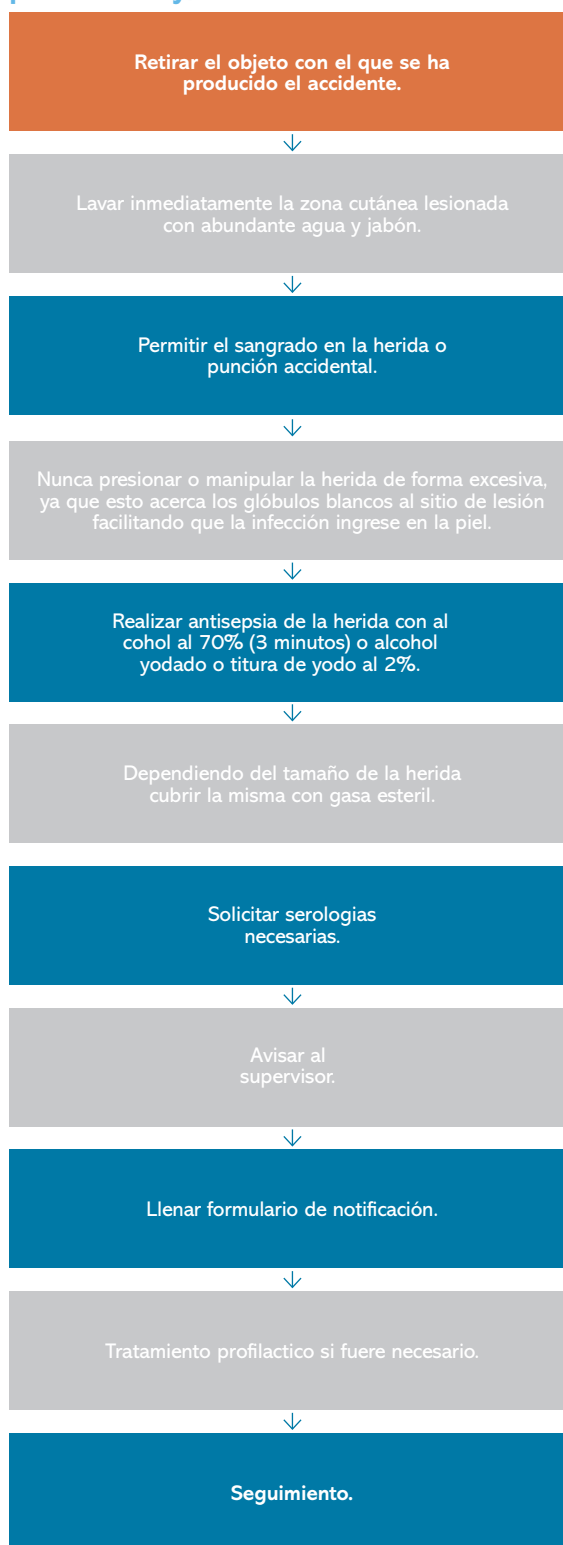 Retirar el objeto con el que se ha
producido el accidente.
Lavar inmediatamente la zona cutánea lesionada
con abundante agua y jabón.
Permitir el sangrado en la herida o
punción accidental.
Nunca presionar o manipular la herida de forma excesiva,
ya que esto acerca los glóbulos blancos al sitio de lesión
facilitando que la infección ingrese en la piel.
Realizar antisepsia de la herida con al
cohol al 70% (3 minutos) o alcohol
yodado o titura de yodo al 2%.
Dependiendo del tamaño de la herida
cubrir la misma con gasa esteril.
Solicitar serologias
necesarias.
Avisar al
supervisor.
Llenar formulario de notificación.
Tratamiento profilactico si fuere necesario.
Seguimiento.